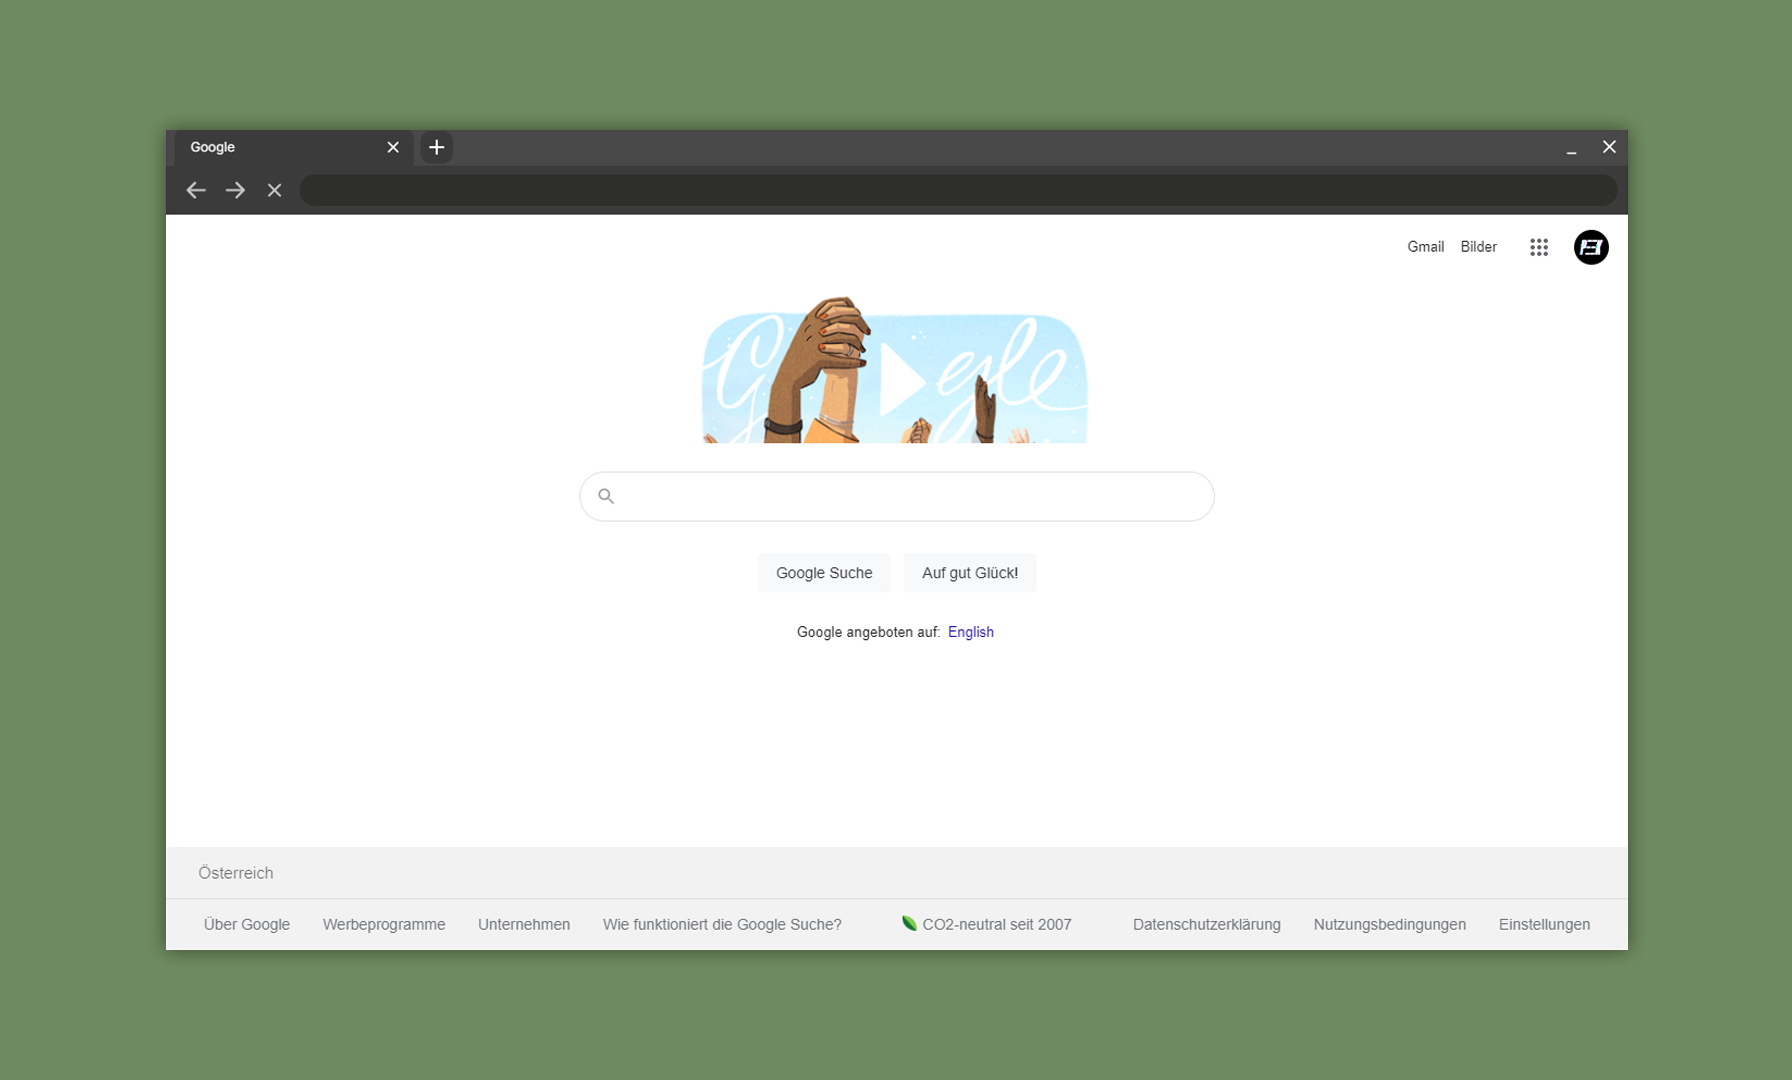 Google
Gmail Bilder
Google
Google Suche Auf gut Glück!
Google angeboten auf: English
Österreich
Über Google Werbeprogramme Unternehmen Wie funktioniert die Google Suche? CO2-neutral seit 2007 Datenschutzerklärung Nutzungsbedingungen Einstellungen